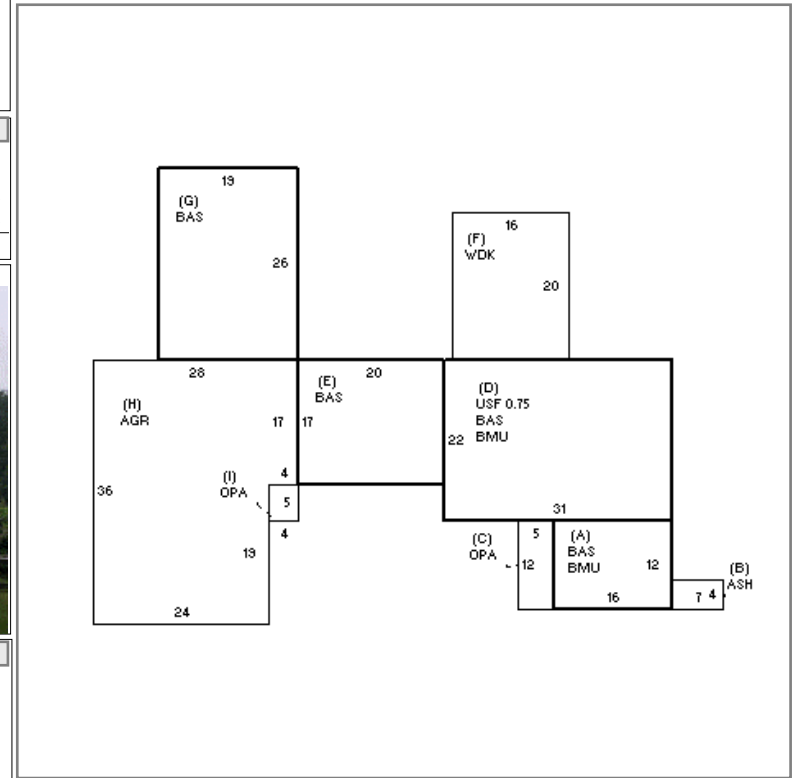 19
(G)
BAS
26
16
(F)
WDK
20
28
(H)
AGR
17
36
(E)
BAS
20
17
(D)
USF 0.75
BAS
BMU
22
31
4
(I)
OPA
5
4
19
24
(C)
OPA
5
12
(A)
BAS
BMU
12
16
(B)
ASH
7
4